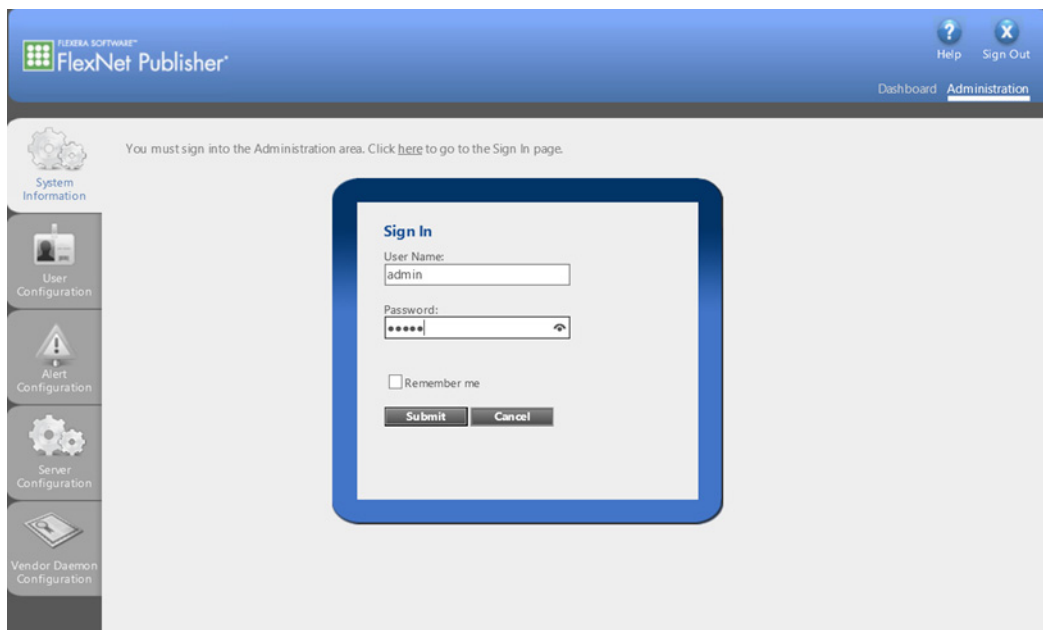 FLEXERA SOFTWARE™
FlexNet Publisher®
? X
Help Sign Out
Dashboard Administration
You must sign into the Administration area. Click here to go to the Sign In page.
System
Information
User
Configuration
Alert
Configuration
Server
Configuration
Vendor Daemon
Configuration
Sign In
User Name:
admin
Password:
•••••
Remember me
Submit Cancel